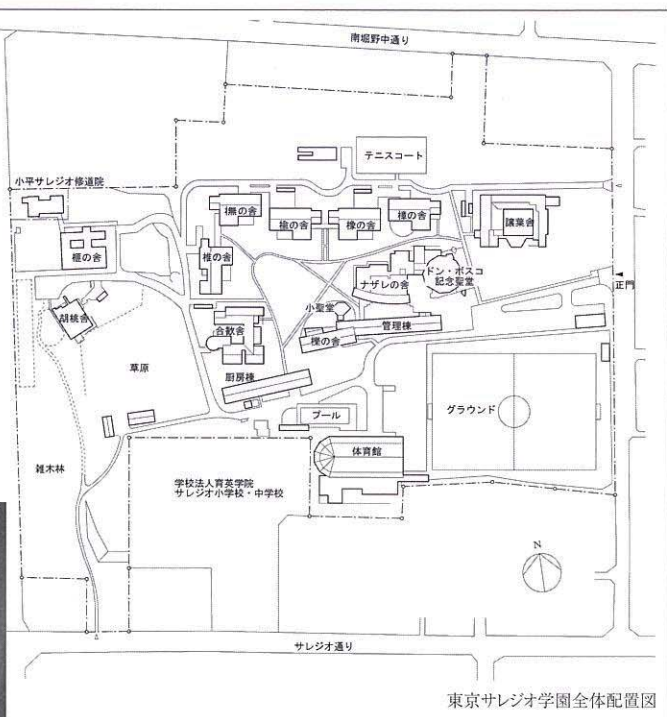 南堀野中通り
テニスコート
小平サレジオ修道院
橅の舎
楡の舎
橡の舎
樟の舎
譲葉舎
榧の舎
椎の舎
ドン・ボスコ
記念聖堂
ナザレの舎
正門
胡桃舎
小聖堂
合歓舎
管理棟
欅の舎
草原
厨房棟
グラウンド
プール
体育館
雑木林
学校法人育英学院
サレジオ小学校・中学校
N
サレジオ通り
東京サレジオ学園全体配置図